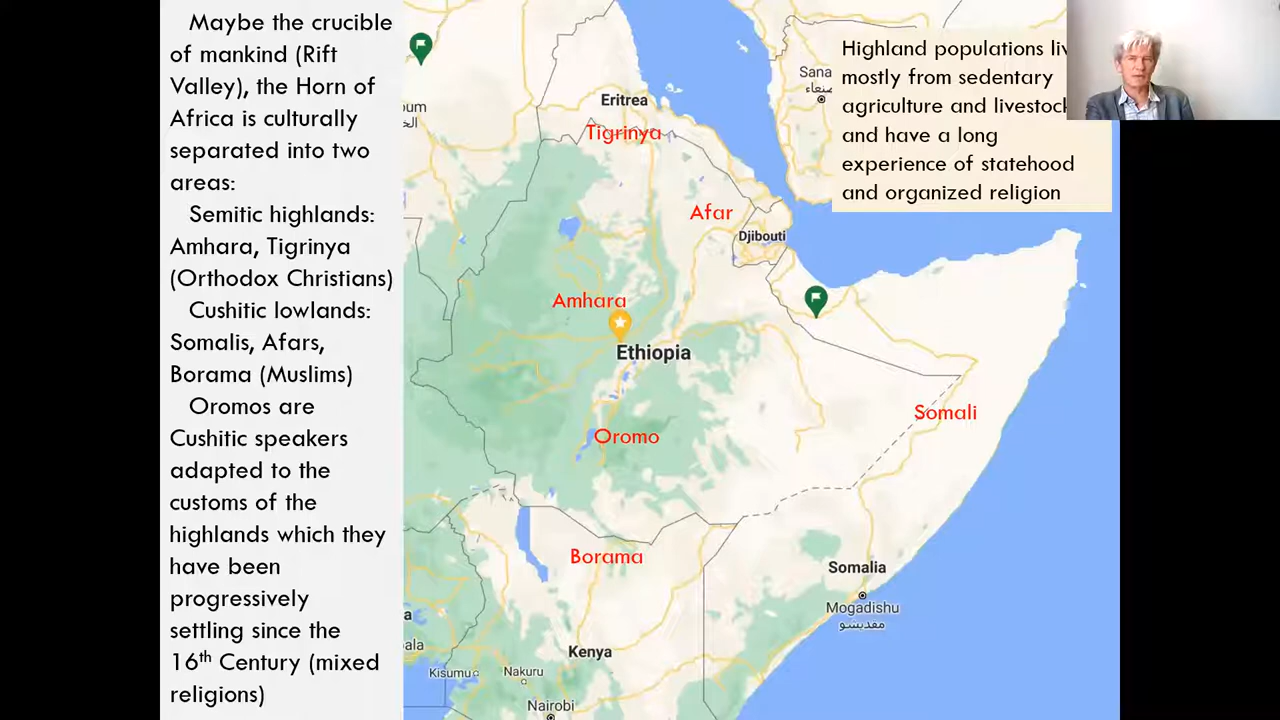 Maybe the crucible
of mankind (Rift
Valley), the Horn of
Africa is culturally
separated into two
areas:
Semitic highlands:
Amhara, Tigrinya
(Orthodox Christians)
Cushitic lowlands:
Somalis, Afars,
Borama (Muslims)
Oromos are
Cushitic speakers
adapted to the
customs of the
highlands which they
have been
progressively
settling since the
16th Century (mixed
religions)
Highland populations
mostly from sedentary
agriculture and
and have a long
experience of statehood
and organized religion
Eritrea
Tigrinya
Afar
Djibouti
Amhara
Ethiopia
Somali
Oromo
Borama
Somalia
Mogadishu
مقديشو
Kenya
Kisumu
Nakuru
Nairobi
صنعاء